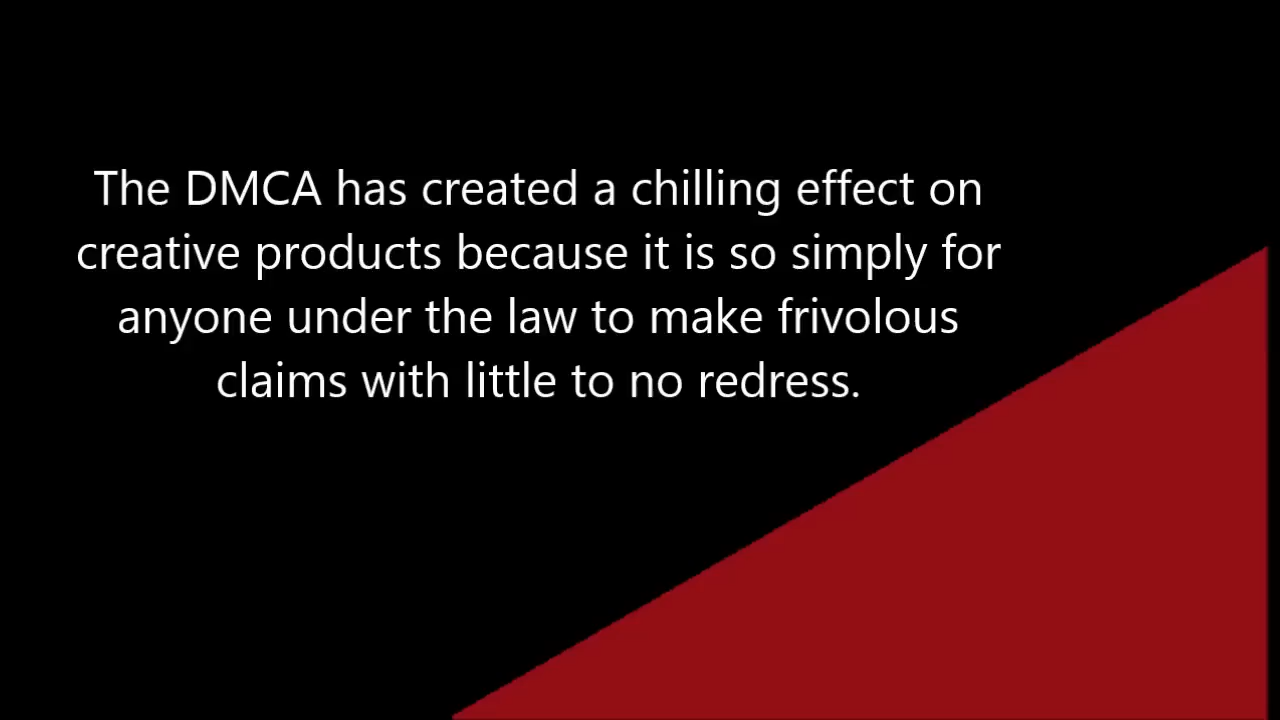 The DMCA has created a chilling effect on
creative products because it is so simply for
anyone under the law to make frivolous
claims with little to no redress.